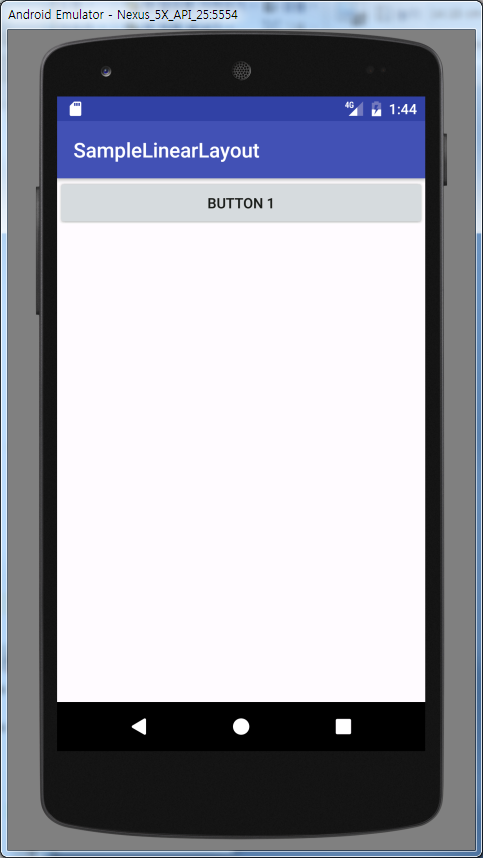 Android Emulator - Nexus_5X_API_25:5554
4G 1:44
SampleLinearLayout
BUTTON 1